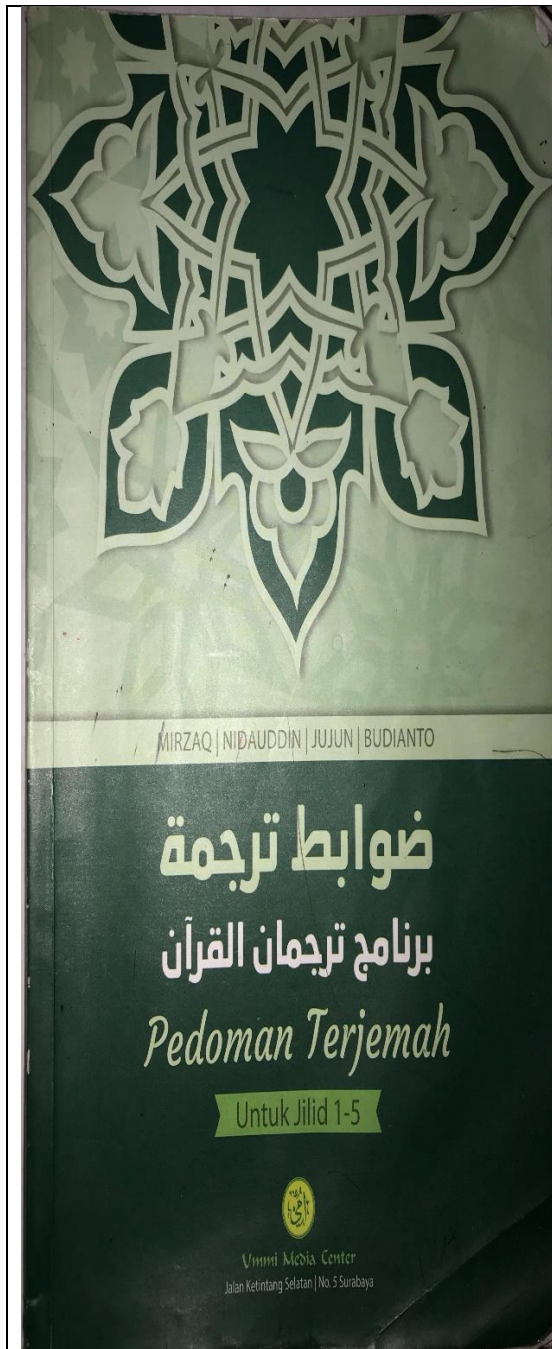 MIRZAQ | NIDAUDDIN | JUJUN | BUDIANTO
ضوابط ترجمة
برنامج ترجمان القرآن
Pedoman Terjemah
Untuk Jilid 1-5
أمي
Ummi Media Center
Jalan Ketintang Selatan | No. 5 Surabaya